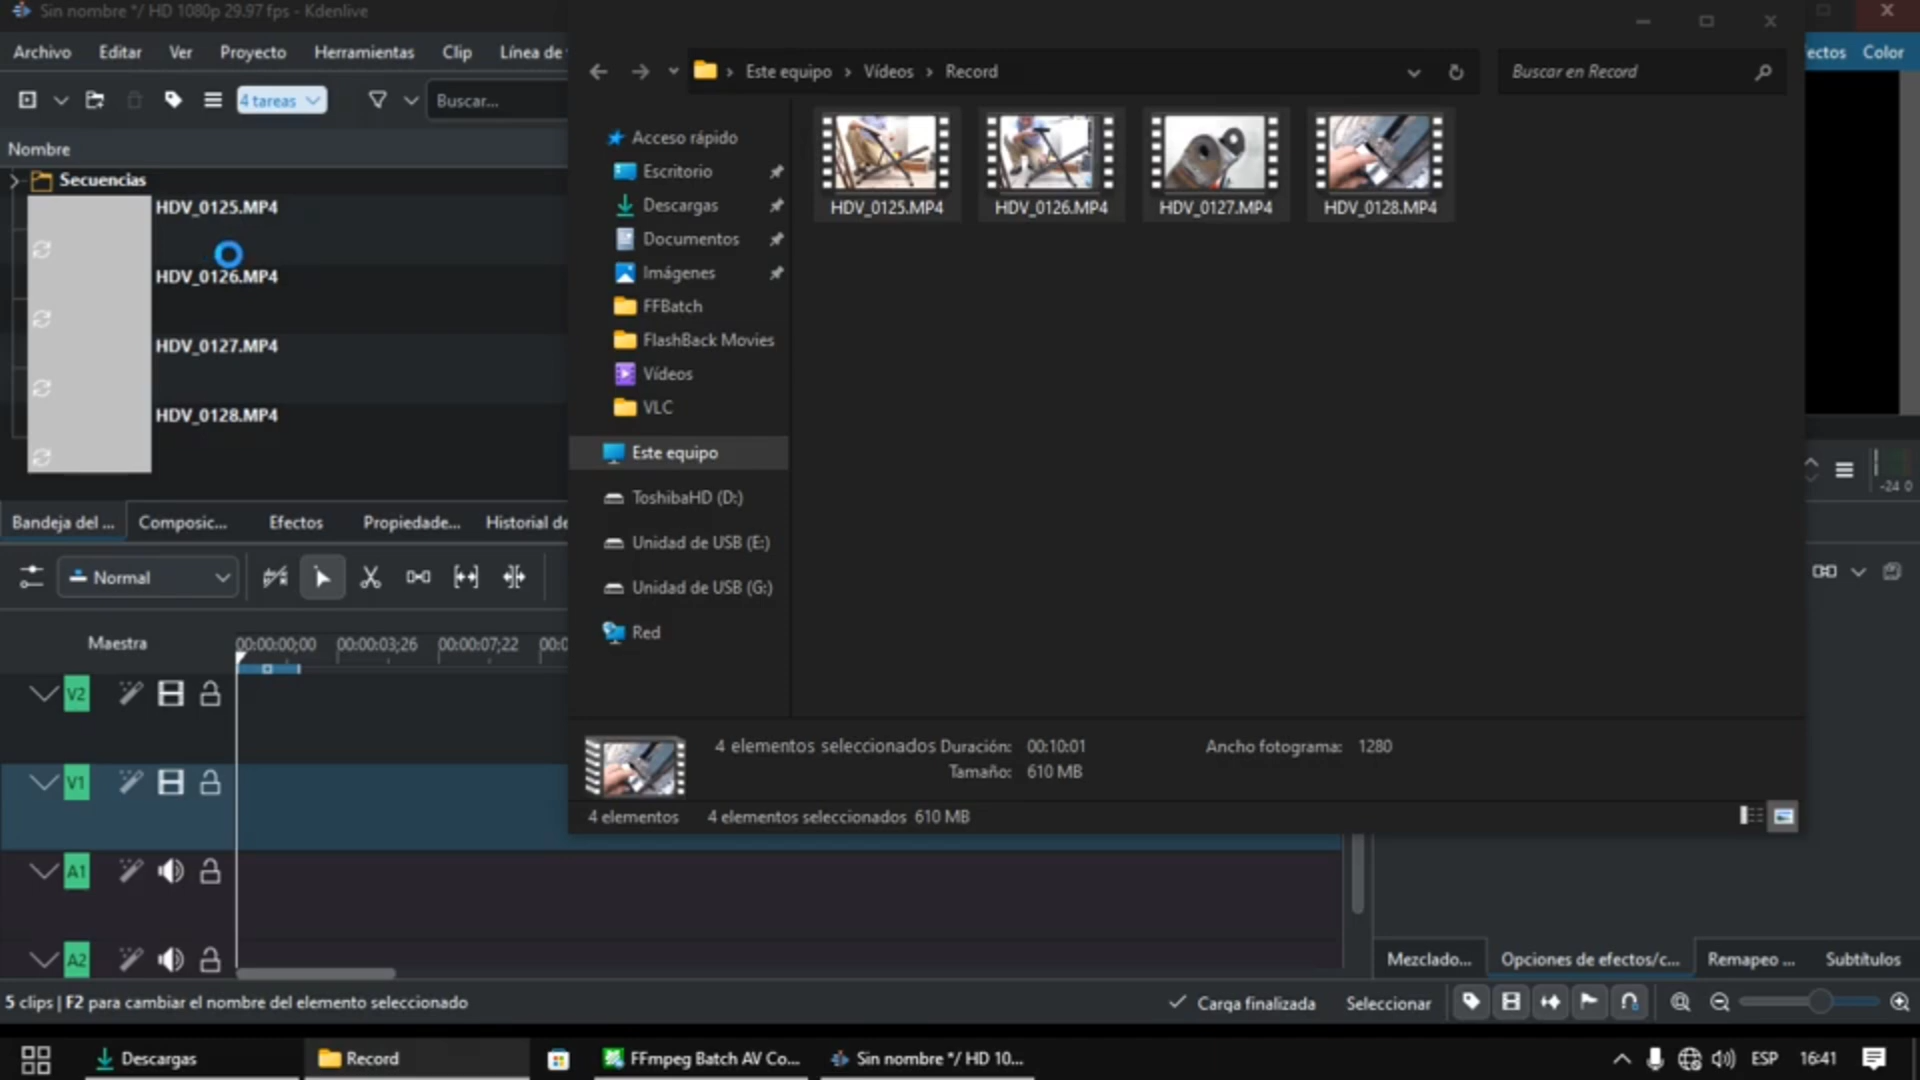 Sin nombre */ HD 1080p 29.97 fps - Kdenlive
Archivo Editar Ver Proyecto Herramientas Clip Línea de
ectos Color
4 tareas
Buscar...
Este equipo › Vídeos › Record
Buscar en Record
Nombre
Secuencias
HDV_0125.MP4
HDV_0126.MP4
HDV_0127.MP4
HDV_0128.MP4
Acceso rápido
Escritorio
Descargas
Documentos
Imágenes
FFBatch
FlashBack Movies
Vídeos
VLC
Este equipo
ToshibaHD (D:)
Unidad de USB (E:)
Unidad de USB (G:)
Red
HDV_0125.MP4 HDV_0126.MP4 HDV_0127.MP4 HDV_0128.MP4
-24 0
Bandeja del ... Composic... Efectos Propiedade... Historial de
Normal
Maestra
00:00:00;00 00:00:03;26 00:00:07;22 00:0
V2
V1
A1
A2
4 elementos seleccionados Duración: 00:10:01 Ancho fotograma: 1280
Tamaño: 610 MB
4 elementos 4 elementos seleccionados 610 MB
Mezclado... Opciones de efectos/c... Remapeo ... Subtítulos
5 clips | F2 para cambiar el nombre del elemento seleccionado
Carga finalizada Seleccionar
Descargas Record FFmpeg Batch AV Co... Sin nombre */ HD 10... ESP 16:41